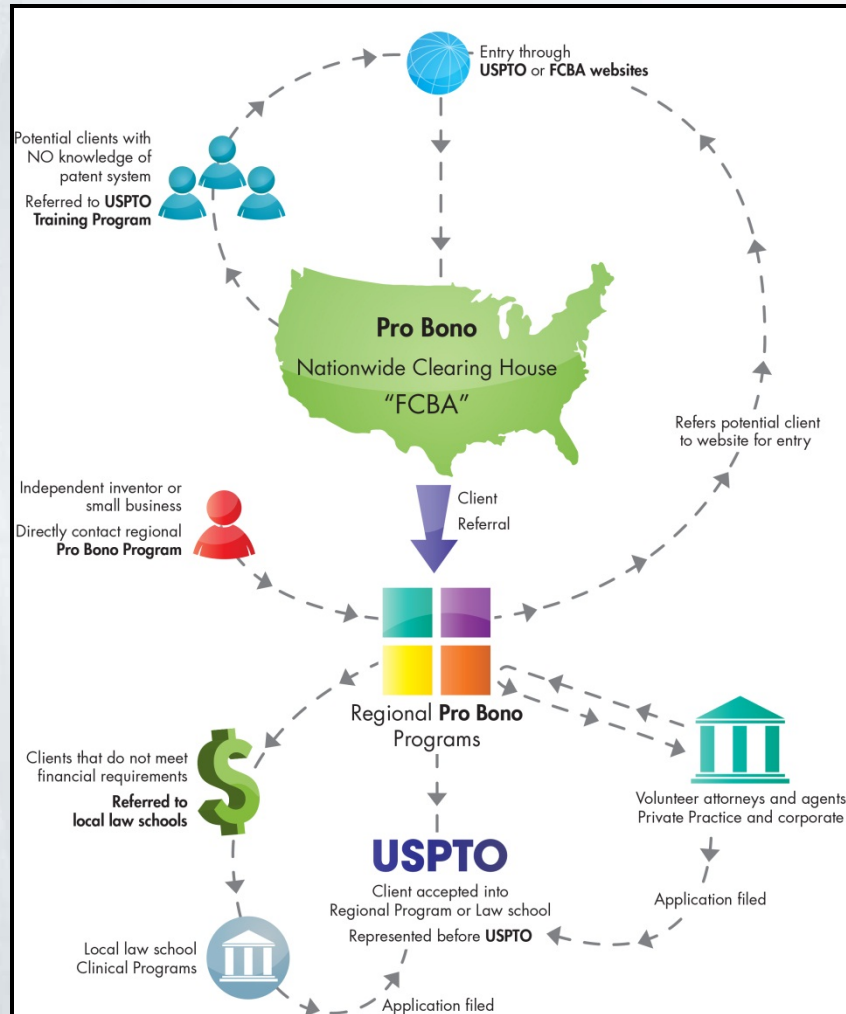 Entry through
USPTO or FCBA websites
Potential clients with
NO knowledge of
patent system
Referred to USPTO
Training Program
Pro Bono
Nationwide Clearing House
"FCBA"
Refers potential client
to website for entry
Independent inventor or
small business
Directly contact regional
Pro Bono Program
Client
Referral
Regional Pro Bono
Programs
Clients that do not meet
financial requirements
Referred to
local law schools
Volunteer attorneys and agents
Private Practice and corporate
USPTO
Client accepted into
Regional Program or Law school
Represented before USPTO
Application filed
Local law school
Clinical Programs
Application filed